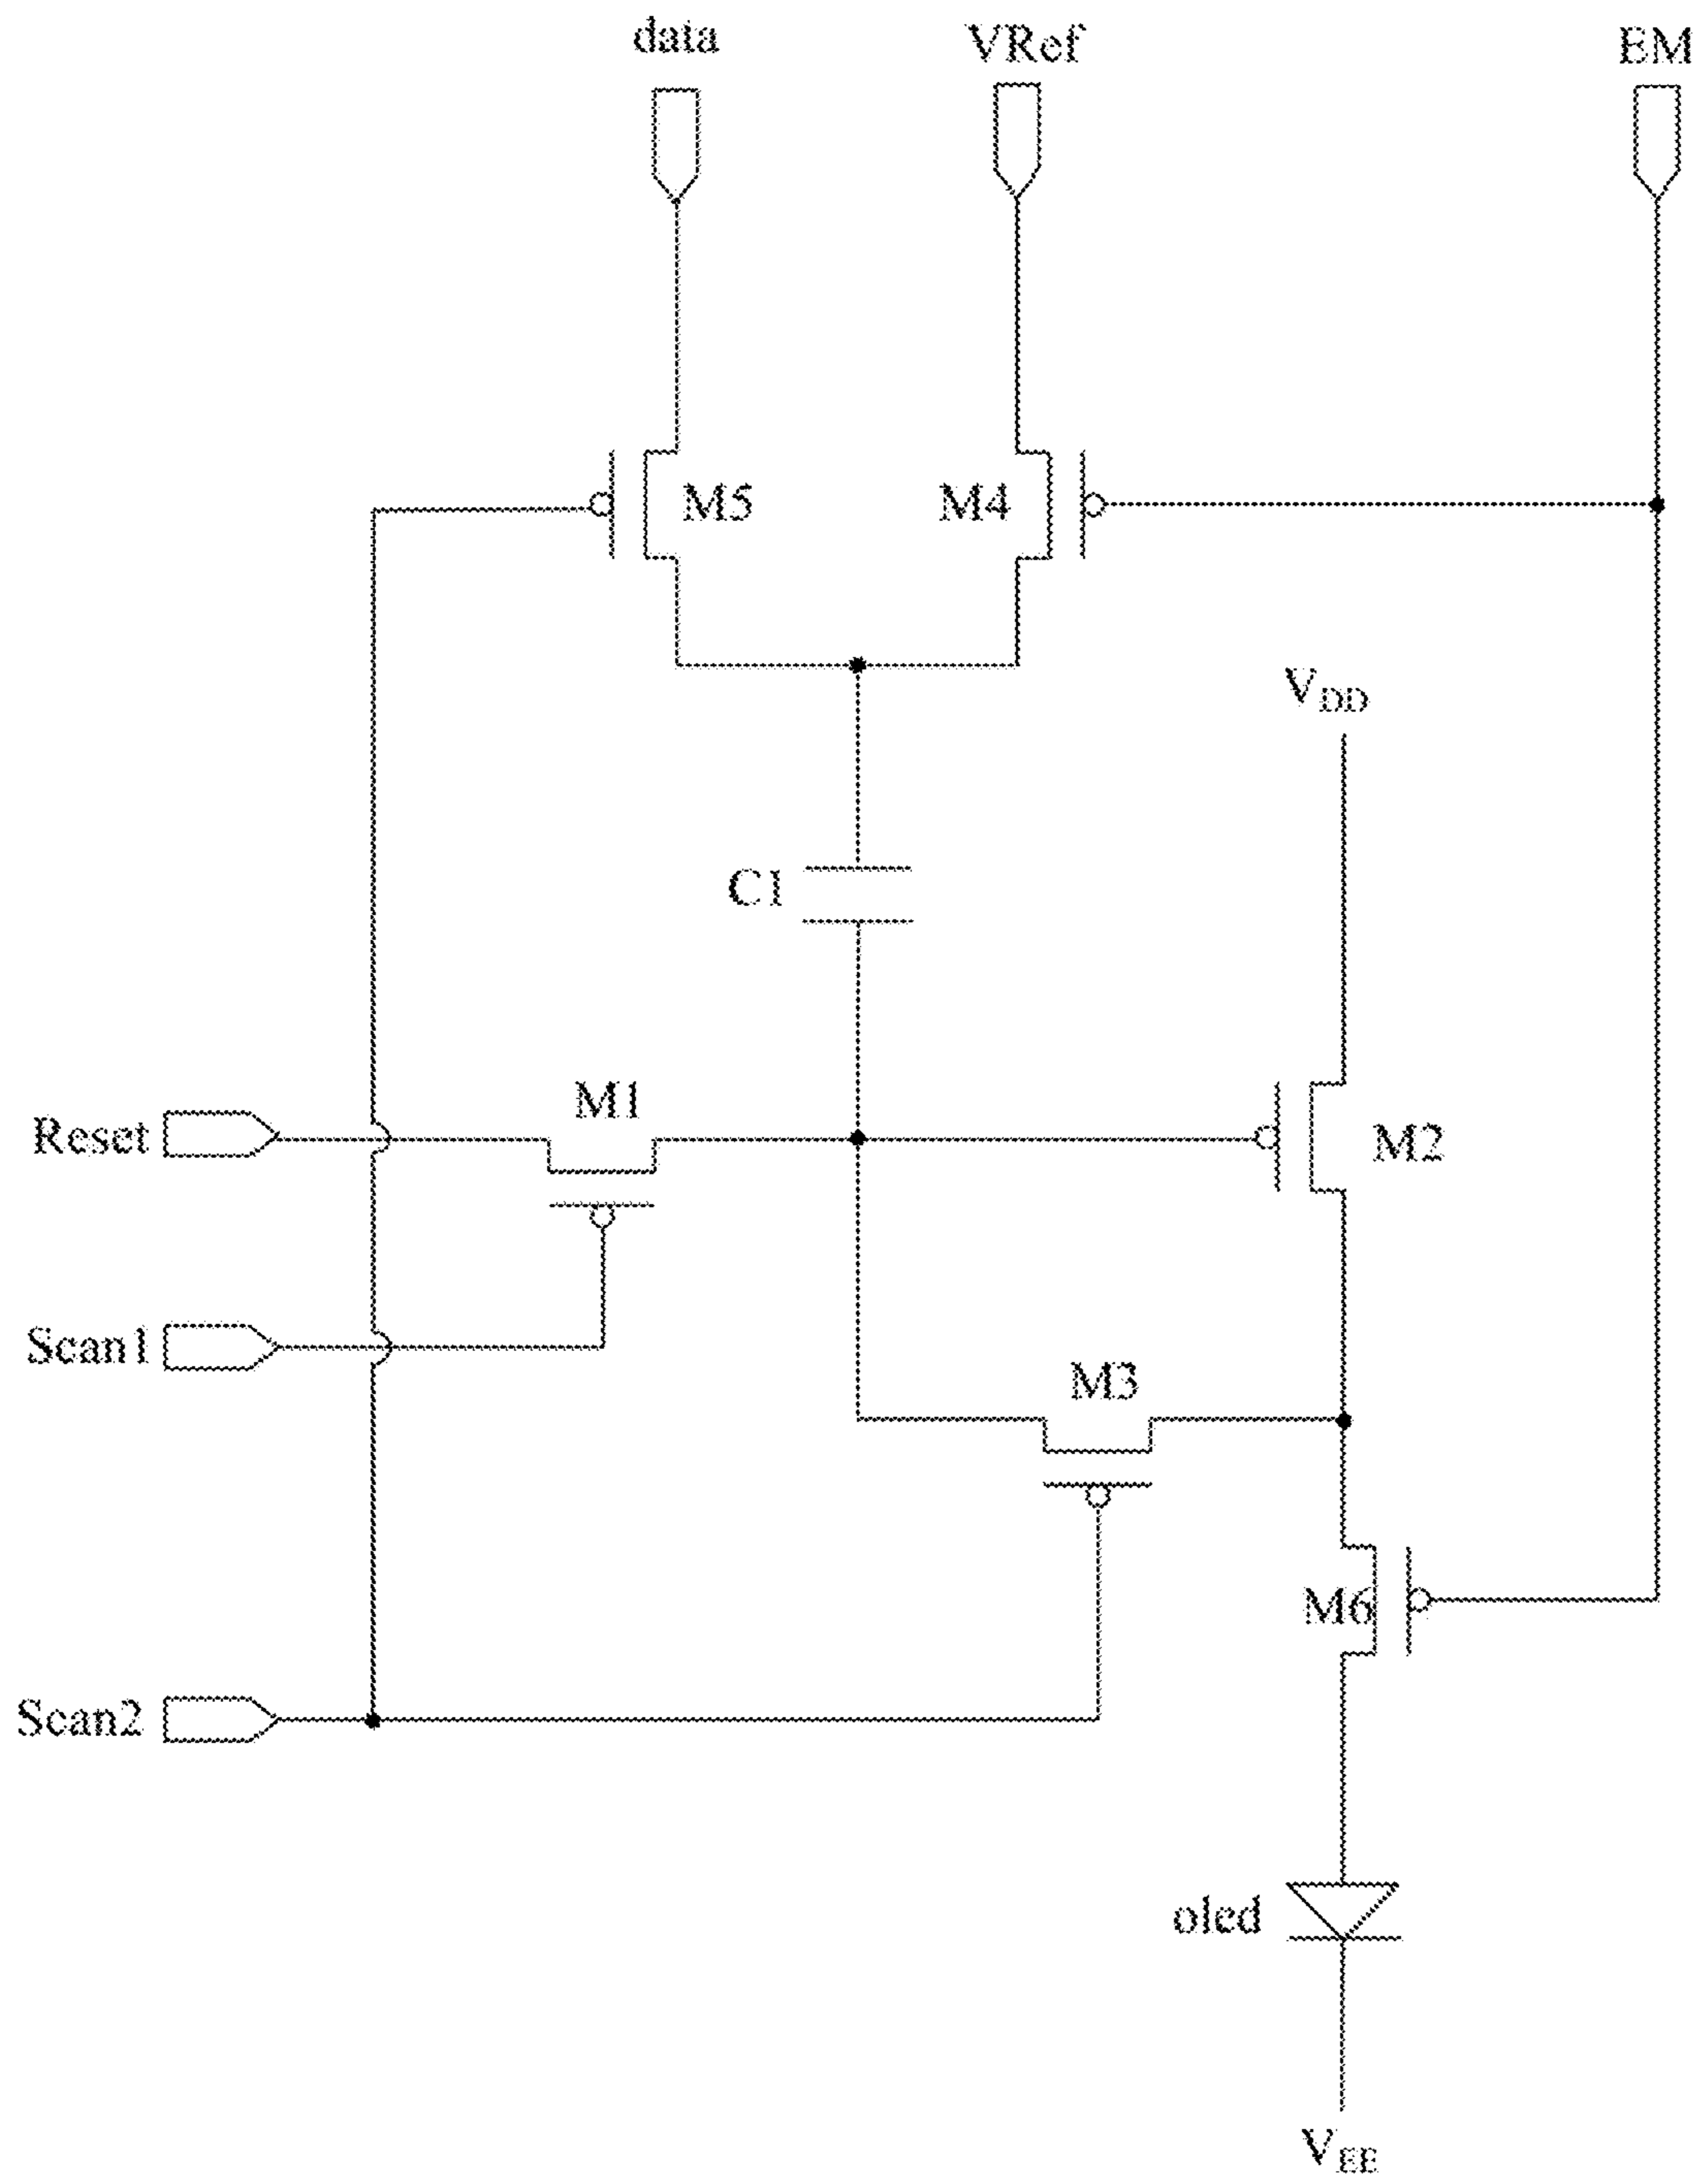 data
VRef
EM
M5
M4
VDD
C1
M1
Reset
M2
Scan1
M3
M6
Scan2
oled
VEE